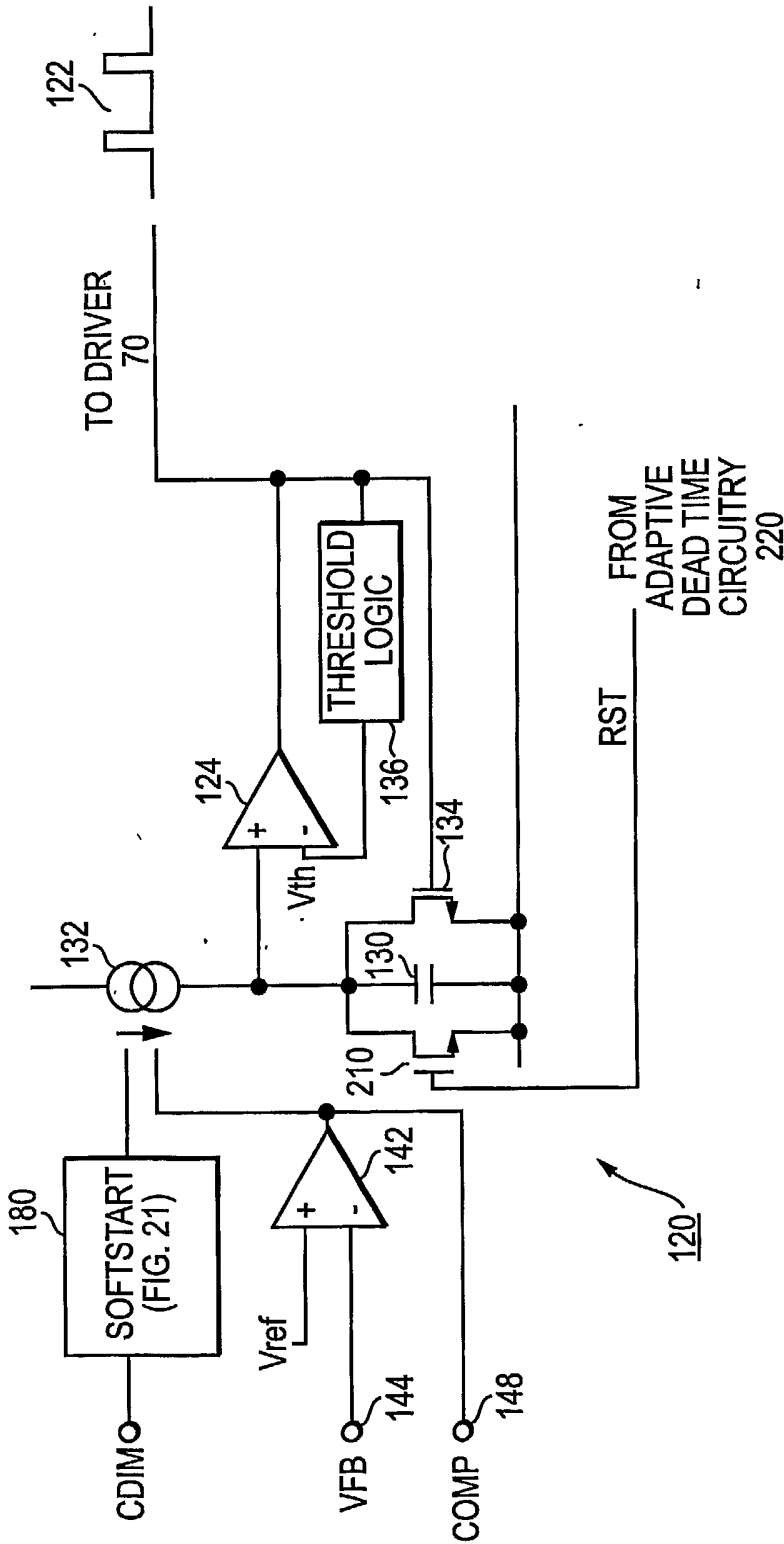 122
TO DRIVER
70
132
124
+
-
Vth
THRESHOLD
LOGIC
136
134
130
210
180
SOFTSTART
(FIG. 21)
CDIM
Vref
+
-
142
VFB
144
COMP
148
RST
FROM
ADAPTIVE
DEAD TIME
CIRCUITRY
220
120